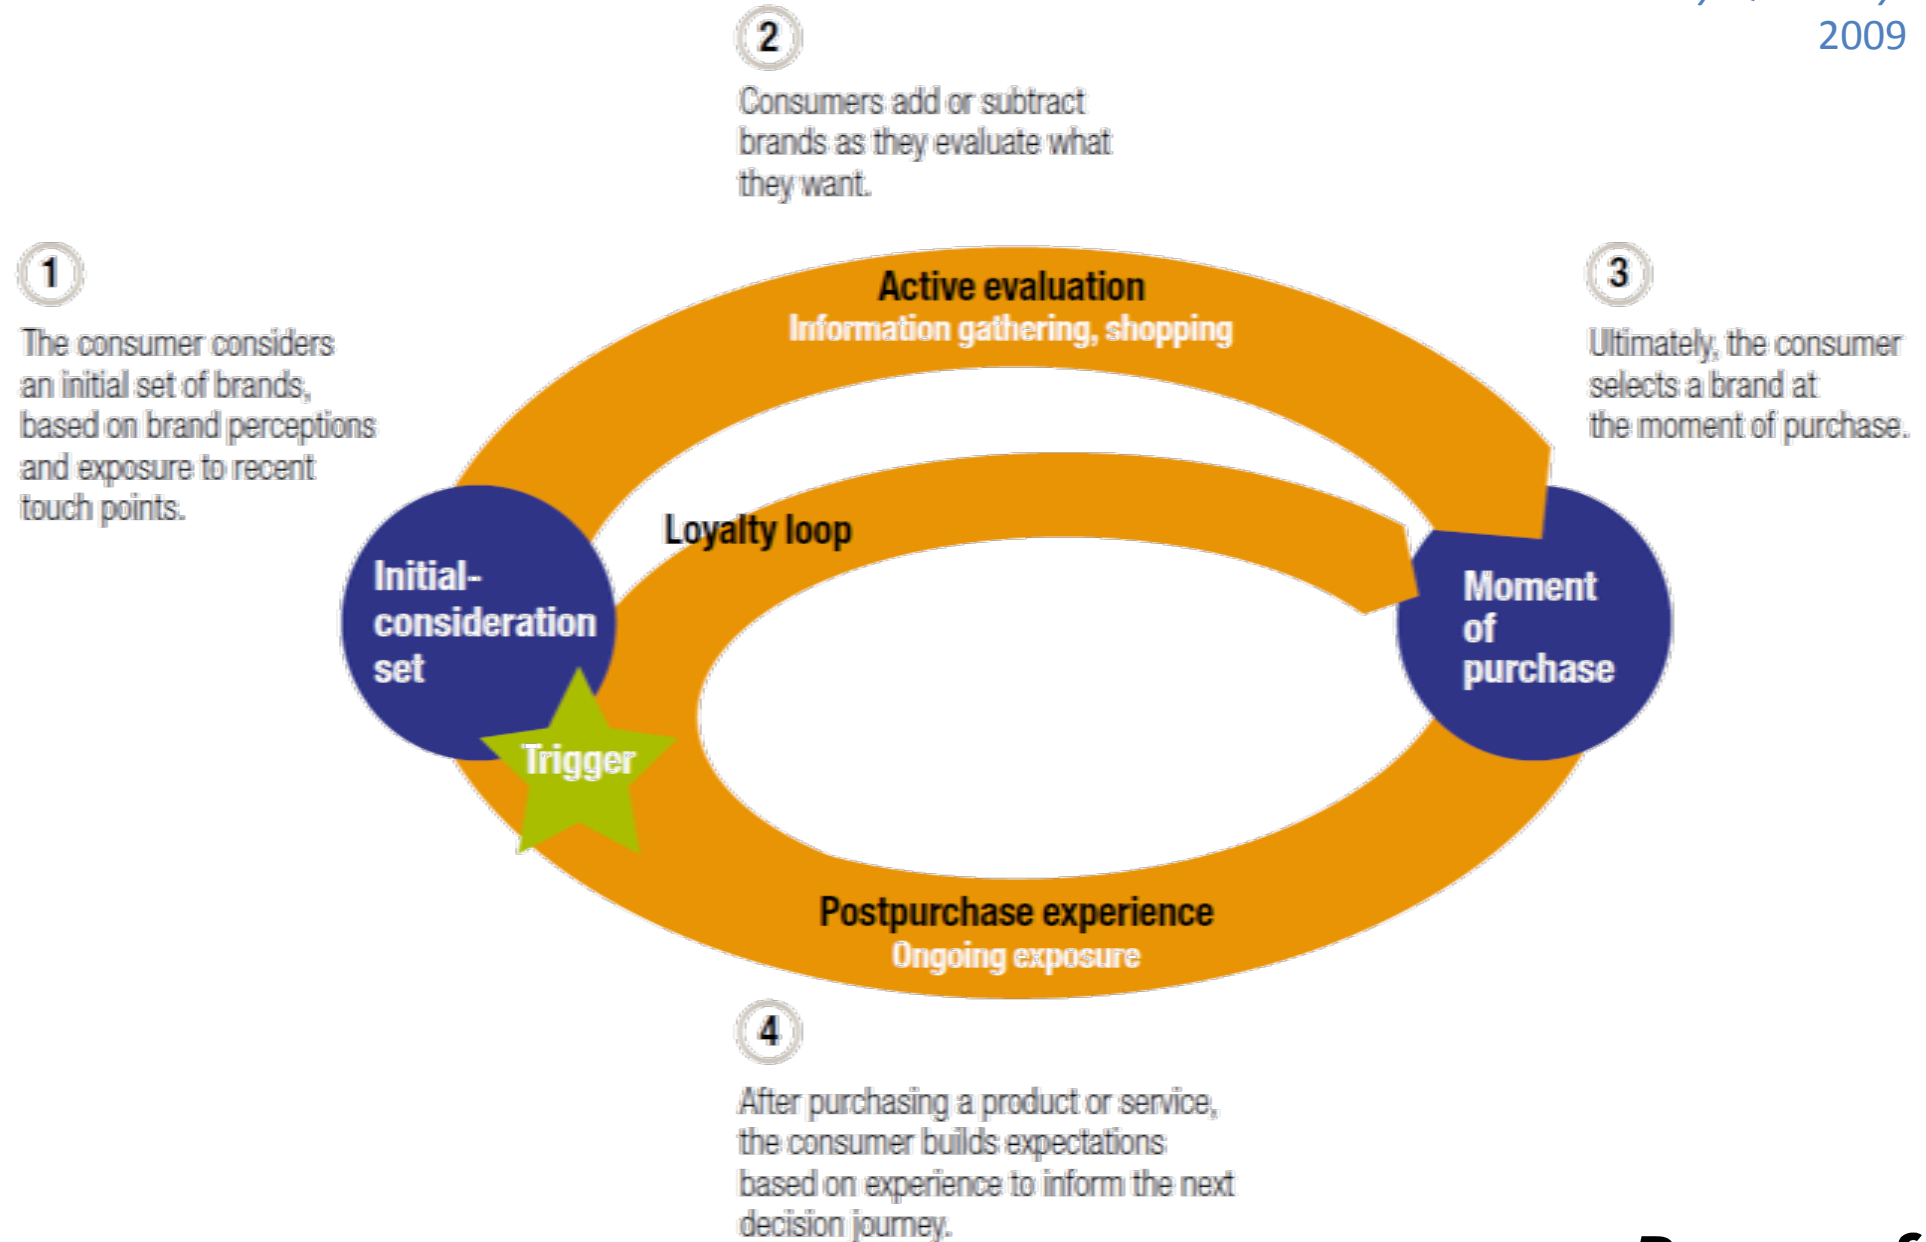 2009
2
Consumers add or subtract
brands as they evaluate what
they want.
1
The consumer considers
an initial set of brands,
based on brand perceptions
and exposure to recent
touch points.
3
Ultimately, the consumer
selects a brand at
the moment of purchase.
Active evaluation
Information gathering, shopping
Loyalty loop
Initial-
consideration
set
Moment
of
purchase
Trigger
Postpurchase experience
Ongoing exposure
4
After purchasing a product or service,
the consumer builds expectations
based on experience to inform the next
decision journey.